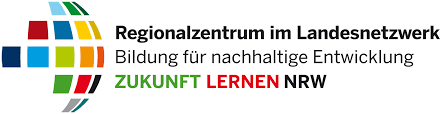 Regionalzentrum im Landesnetzwerk
Bildung für nachhaltige Entwicklung
ZUKUNFT LERNEN NRW